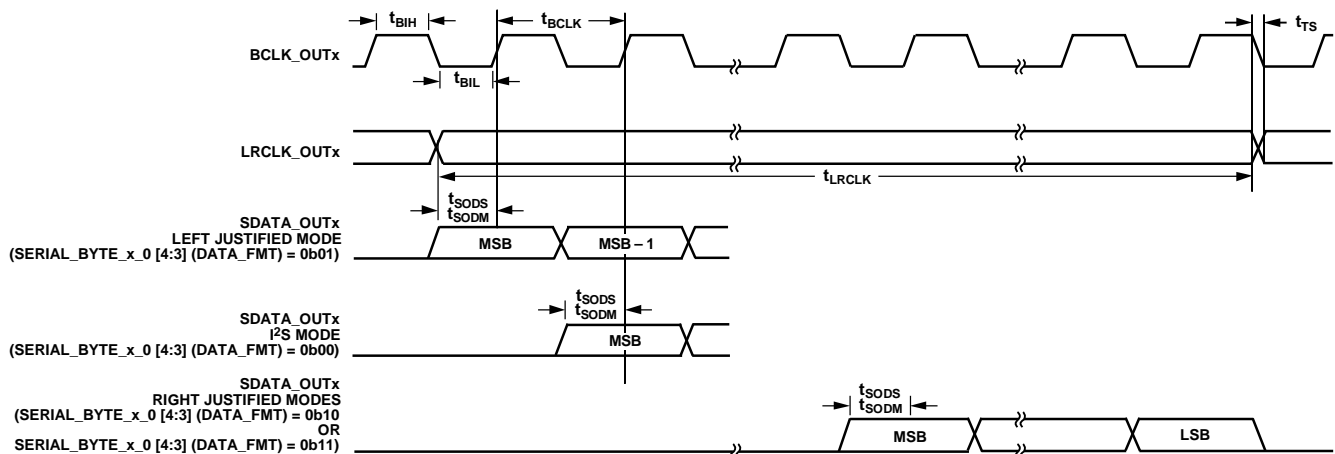 tBIH
tBCLK
tTS
BCLK_OUTx
tBIL
LRCLK_OUTx
tLRCLK
tSODS
tSODM
SDATA_OUTx
LEFT JUSTIFIED MODE
(SERIAL_BYTE_x_0 [4:3] (DATA_FMT) = 0b01)
MSB
MSB – 1
tSODS
tSODM
SDATA_OUTx
I2S MODE
(SERIAL_BYTE_x_0 [4:3] (DATA_FMT) = 0b00)
MSB
SDATA_OUTx
RIGHT JUSTIFIED MODES
(SERIAL_BYTE_x_0 [4:3] (DATA_FMT) = 0b10
OR
SERIAL_BYTE_x_0 [4:3] (DATA_FMT) = 0b11)
tSODS
tSODM
MSB
LSB